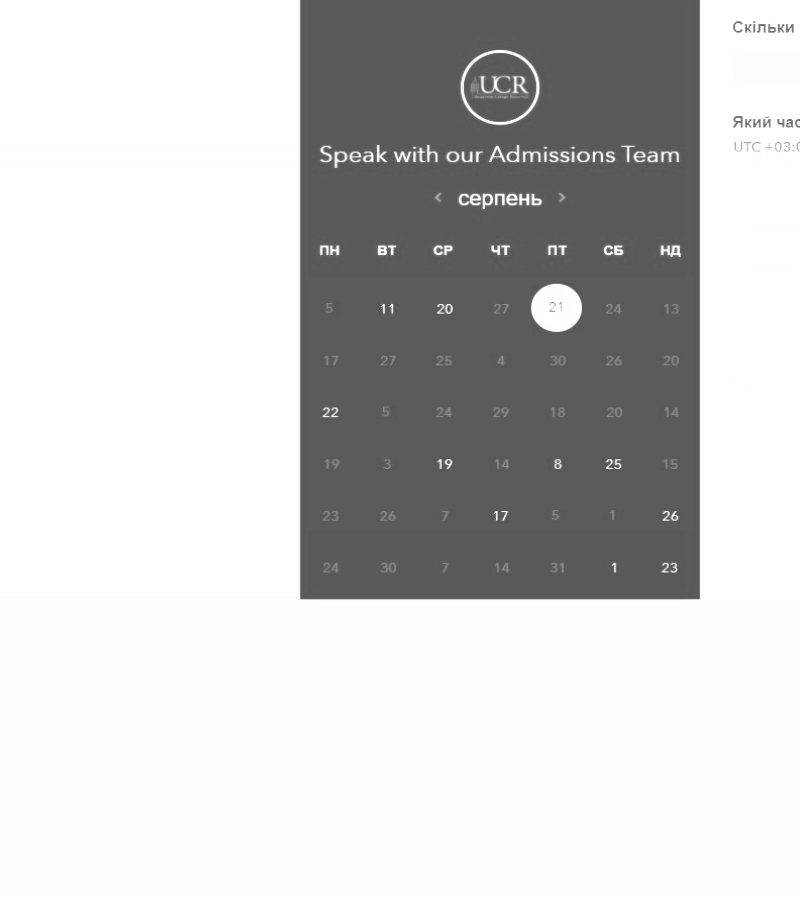 Скільки
UCR
Speak with our Admissions Team
Який час
UTC +03:0
< серпень >
ПН ВТ СР ЧТ ПТ СБ НД
5 11 20 27 21 24 13
17 27 25 4 30 26 20
22 5 24 29 18 20 14
19 3 19 14 8 25 15
23 26 7 17 5 1 26
24 30 7 14 31 1 23